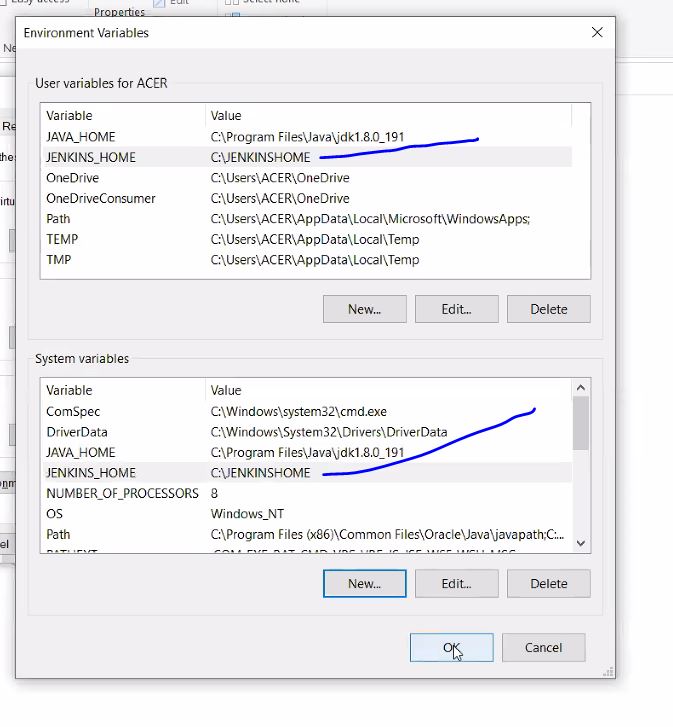 Properties
Edit
Environment Variables
User variables for ACER
Variable Value
JAVA_HOME C:\Program Files\Java\jdk1.8.0_191
JENKINS_HOME C:\JENKINSHOME
OneDrive C:\Users\ACER\OneDrive
OneDriveConsumer C:\Users\ACER\OneDrive
Path C:\Users\ACER\AppData\Local\Microsoft\WindowsApps;
TEMP C:\Users\ACER\AppData\Local\Temp
TMP C:\Users\ACER\AppData\Local\Temp
New... Edit... Delete
System variables
Variable Value
ComSpec C:\Windows\system32\cmd.exe
DriverData C:\Windows\System32\Drivers\DriverData
JAVA_HOME C:\Program Files\Java\jdk1.8.0_191
JENKINS_HOME C:\JENKINSHOME
NUMBER_OF_PROCESSORS 8
OS Windows_NT
Path C:\Program Files (x86)\Common Files\Oracle\Java\javapath;C:...
New... Edit... Delete
OK Cancel